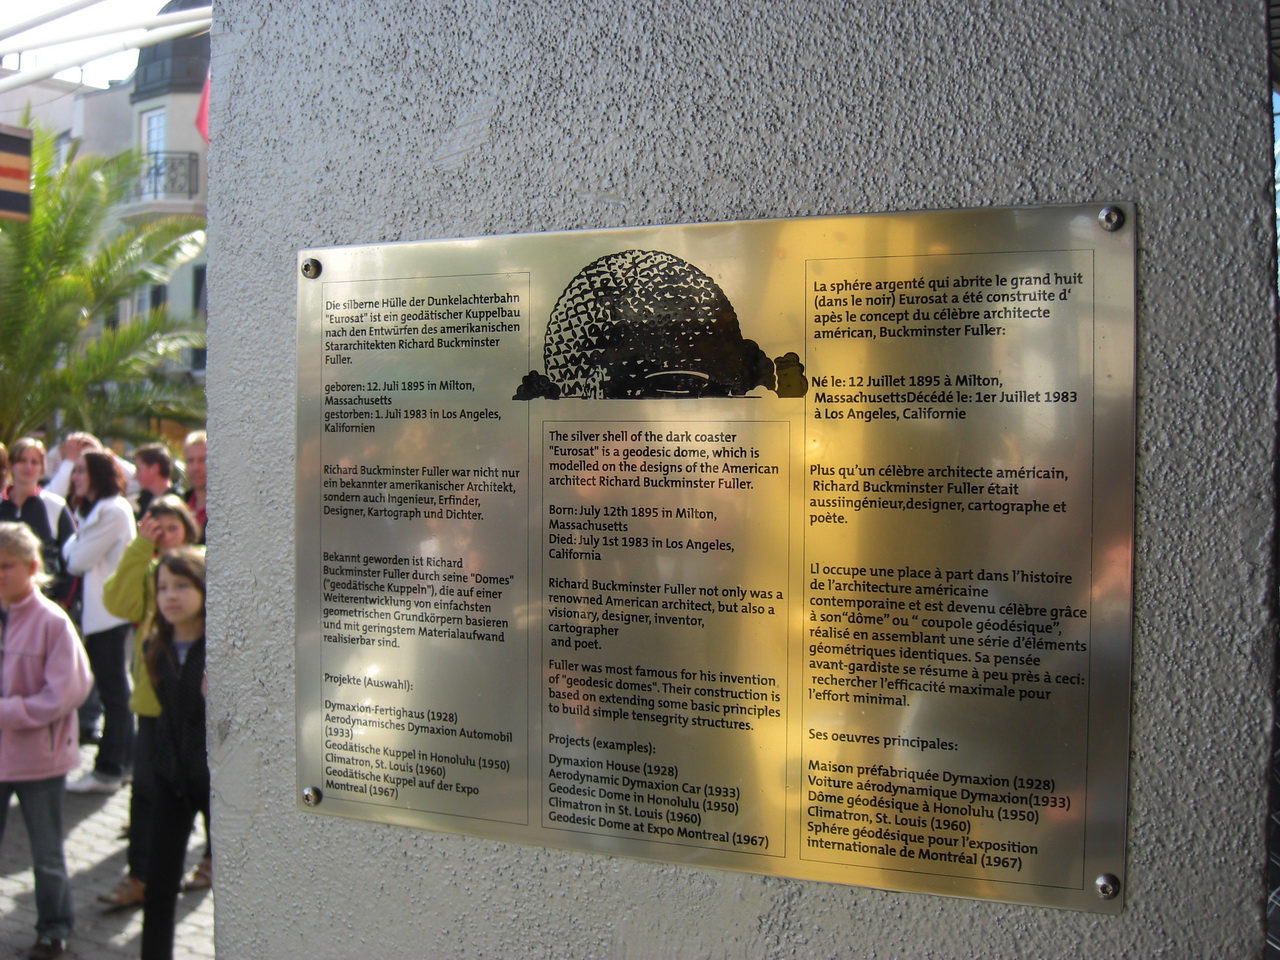 Die silberne Hülle der Dunkelachterbahn
"Eurosat" ist ein geodätischer Kuppelbau
nach den Entwürfen des amerikanischen
Stararchitekten Richard Buckminster
Fuller.
geboren: 12. Juli 1895 in Milton,
Massachusetts
gestorben: 1. Juli 1983 in Los Angeles,
Kalifornien
Richard Buckminster Fuller war nicht nur
ein bekannter amerikanischer Architekt,
sondern auch Ingenieur, Erfinder,
Designer, Kartograph und Dichter.
Bekannt geworden ist Richard
Buckminster Fuller durch seine "Domes"
("geodätische Kuppeln"), die auf einer
Weiterentwicklung von einfachsten
geometrischen Grundkörpern basieren
und mit geringstem Materialaufwand
realisierbar sind.
Projekte (Auswahl):
Dymaxion-Fertighaus (1928)
Aerodynamisches Dymaxion Automobil
(1933)
Geodätische Kuppel in Honolulu (1950)
Climatron, St. Louis (1960)
Geodätische Kuppel auf der Expo
Montreal (1967)
The silver shell of the dark coaster
"Eurosat" is a geodesic dome, which is
modelled on the designs of the American
architect Richard Buckminster Fuller.
Born: July 12th 1895 in Milton,
Massachusetts
Died: July 1st 1983 in Los Angeles,
California
Richard Buckminster Fuller not only was a
renowned American architect, but also a
visionary, designer, inventor,
cartographer
and poet.
Fuller was most famous for his invention
of "geodesic domes". Their construction is
based on extending some basic principles
to build simple tensegrity structures.
Projects (examples):
Dymaxion House (1928)
Aerodynamic Dymaxion Car (1933)
Geodesic Dome in Honolulu (1950)
Climatron in St. Louis (1960)
Geodesic Dome at Expo Montreal (1967)
La sphére argenté qui abrite le grand huit
(dans le noir) Eurosat a été construite d'
apès le concept du célèbre architecte
américan, Buckminster Fuller:
Né le: 12 Juillet 1895 à Milton,
MassachusettsDécédé le: 1er Juillet 1983
à Los Angeles, Californie
Plus qu'un célèbre architecte américain,
Richard Buckminster Fuller était
aussiingénieur,designer, cartographe et
poète.
Ll occupe une place à part dans l'histoire
de l'architecture américaine
contemporaine et est devenu célèbre grâce
à son"dôme" ou " coupole géodésique",
réalisé en assemblant une série d'éléments
géométriques identiques. Sa pensée
avant-gardiste se résume à peu près à ceci:
rechercher l'efficacité maximale pour
l'effort minimal.
Ses oeuvres principales:
Maison préfabriquée Dymaxion (1928)
Voiture aérodynamique Dymaxion(1933)
Dôme géodésique à Honolulu (1950)
Climatron, St. Louis (1960)
Sphère géodésique pour l'exposition
internationale de Montréal (1967)